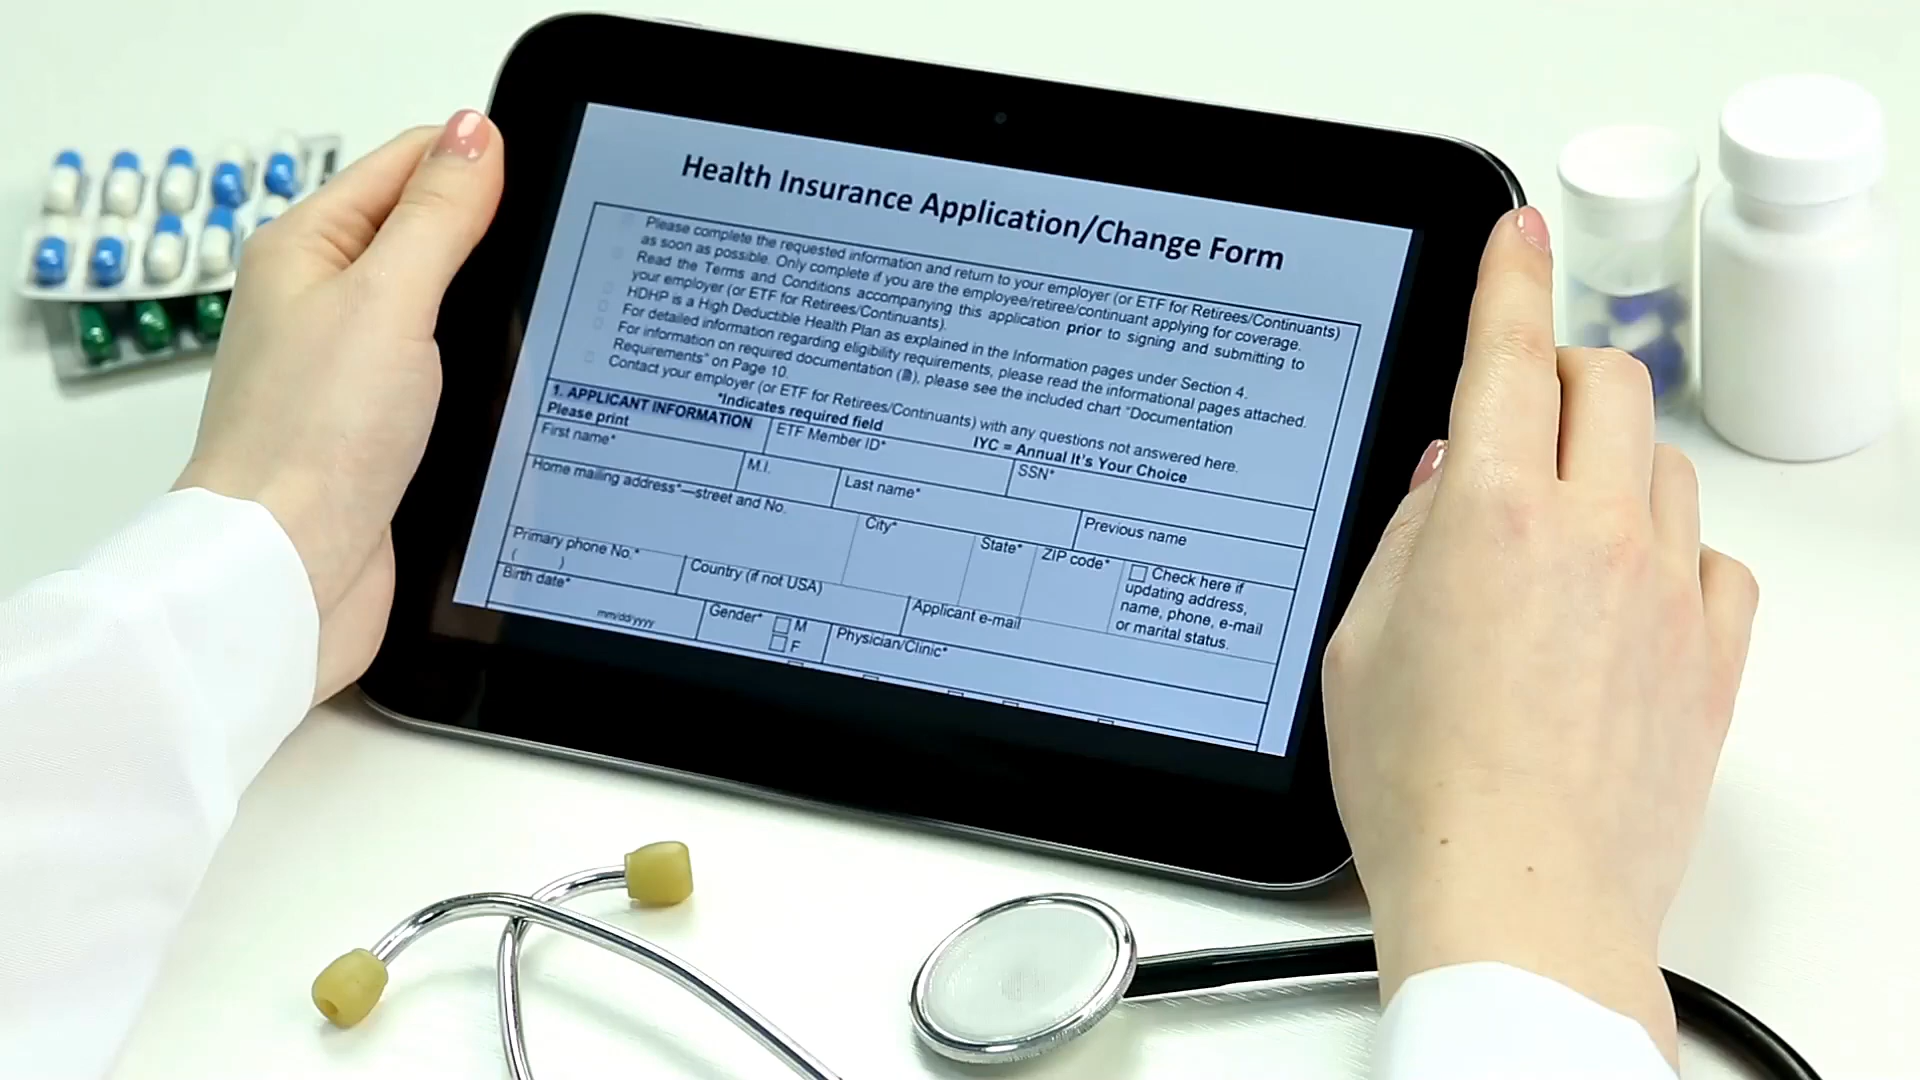 Health Insurance Application/Change Form
Please complete the requested information and return to your employer (or ETF for Retirees/Continuants)
as soon as possible. Only complete if you are the employee/retiree/continuant applying for coverage.
Read the Terms and Conditions accompanying this application prior to signing and submitting to
your employer (or ETF for Retirees/Continuants).
HDHP is a High Deductible Health Plan as explained in the Information pages under Section 4.
For detailed information regarding eligibility requirements, please read the informational pages attached.
For information on required documentation (), please see the included chart "Documentation
Requirements" on Page 10.
Contact your employer (or ETF for Retirees/Continuants) with any questions not answered here.
*Indicates required field IYC = Annual It's Your Choice
1. APPLICANT INFORMATION
Please print
ETF Member ID*
SSN*
First name*
M.I.
Last name*
Previous name
Home mailing address*—street and No.
City*
State*
ZIP code*
Check here if
updating address,
name, phone, e-mail
or marital status.
Primary phone No.*
( )
Country (if not USA)
Applicant e-mail
Birth date*
mm/dd/yyyy
Gender*
M
F
Physician/Clinic*